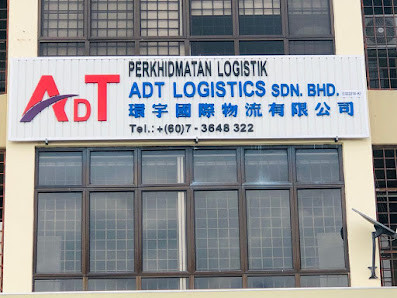 ADT
PERKHIDMATAN LOGISTIK
ADT LOGISTICS SDN. BHD.
環宇國際物流有限公司
Tel.: +(60)7 - 3648 322